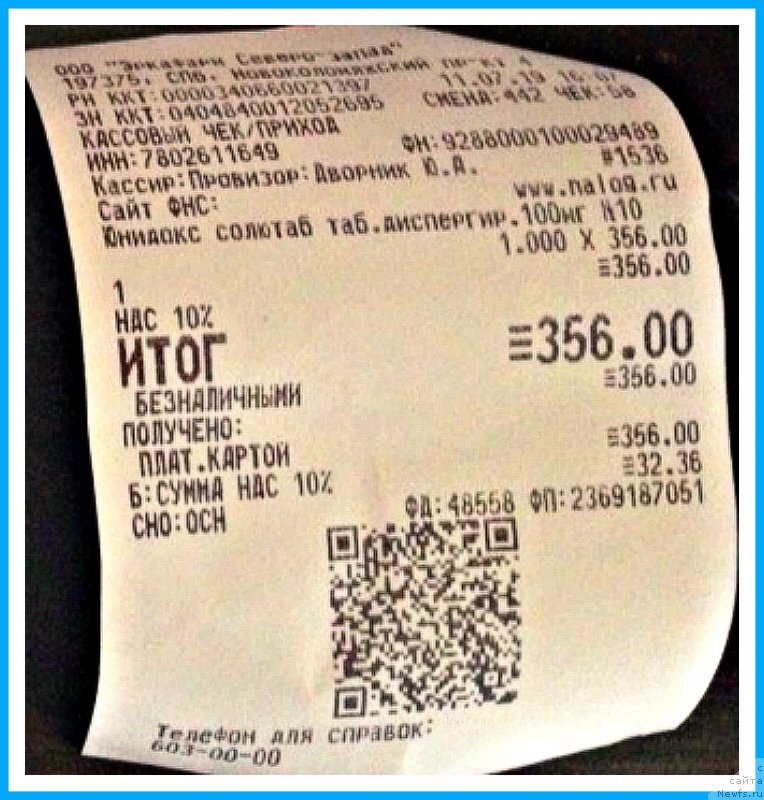 ООО "Эркафарм Северо-запад"
197375, СПб, Новоколомяжский пр-кт 4
РН ККТ:0000340660021397 11.07.19 16:07
ЗН ККТ:0404840012052695 СМЕНА:442 ЧЕК:58
КАССОВЫЙ ЧЕК/ПРИХОД
ИНН:7802611649 ФН:9288000100029489
Кассир:Провизор:Дворник Ю.А. #1536
Сайт ФНС: www.nalog.ru
Юнидокс солютаб таб.диспергир.100мг N10
1.000 X 356.00
1 ≡356.00
НДС 10%
ИТОГ ≡356.00
БЕЗНАЛИЧНЫМИ ≡356.00
ПОЛУЧЕНО:
ПЛАТ.КАРТОЙ ≡356.00
Б:СУММА НДС 10% ≡32.36
СНО:ОСН ФД:48558 ФП:2369187051
Телефон для справок:
603-00-00
с
сайта
Newfs.ru